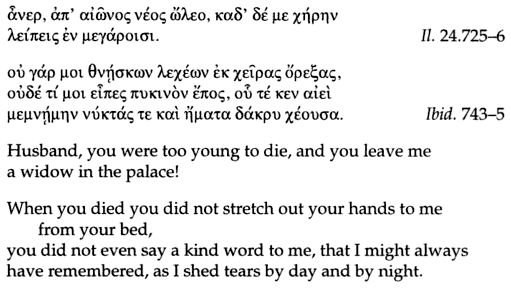 ἆνερ, ἀπ' αἰῶνος νέος ὤλεο, καδ' δέ με χήρην
λείπεις ἐν μεγάροισι. Il. 24.725–6
οὐ γάρ μοι θνῄσκων λεχέων ἐκ χεῖρας ὄρεξας,
οὐδέ τί μοι εἶπες πυκινὸν ἔπος, οὗ τέ κεν αἰεὶ
μεμνῄμην νύκτάς τε καὶ ἤματα δάκρυ χέουσα. Ibid. 743–5
Husband, you were too young to die, and you leave me
a widow in the palace!
When you died you did not stretch out your hands to me
from your bed,
you did not even say a kind word to me, that I might always
have remembered, as I shed tears by day and by night.